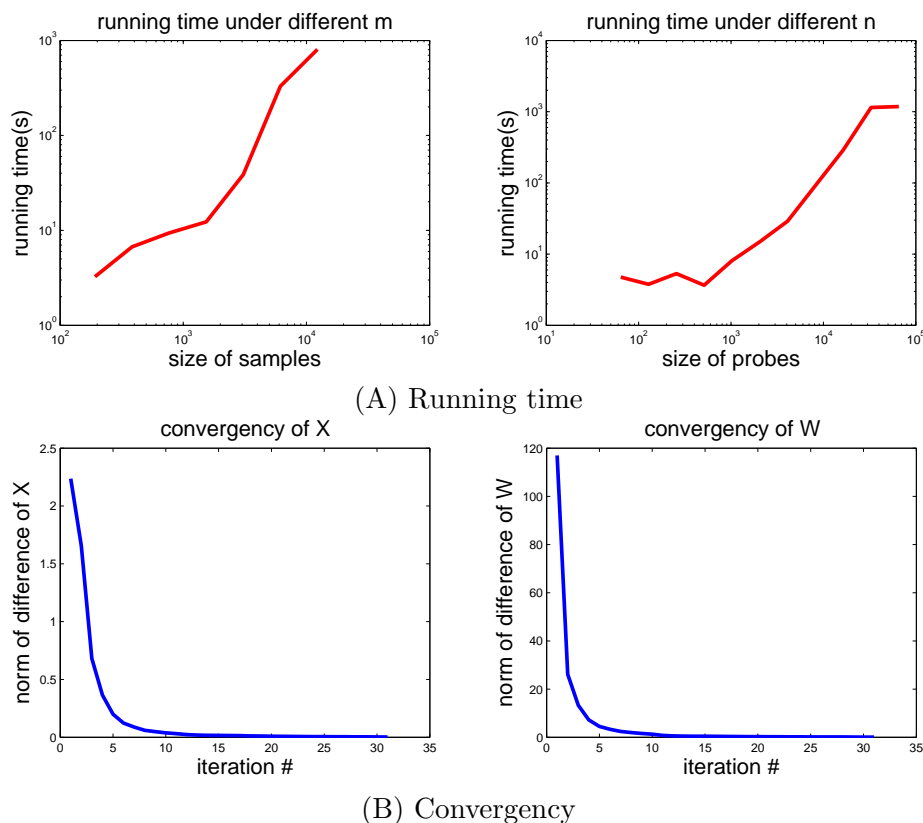 running time under different m
running time under different n
10^3
10^2
10^1
10^0
running time(s)
10^2
10^3
10^4
10^5
size of samples
10^4
10^3
10^2
10^1
10^0
running time(s)
10^1
10^2
10^3
10^4
10^5
size of probes
(A) Running time
convergency of X
convergency of W
2.5
2
1.5
1
0.5
0
norm of difference of X
0 5 10 15 20 25 30 35
iteration #
120
100
80
60
40
20
0
norm of difference of W
0 5 10 15 20 25 30 35
iteration #
(B) Convergency